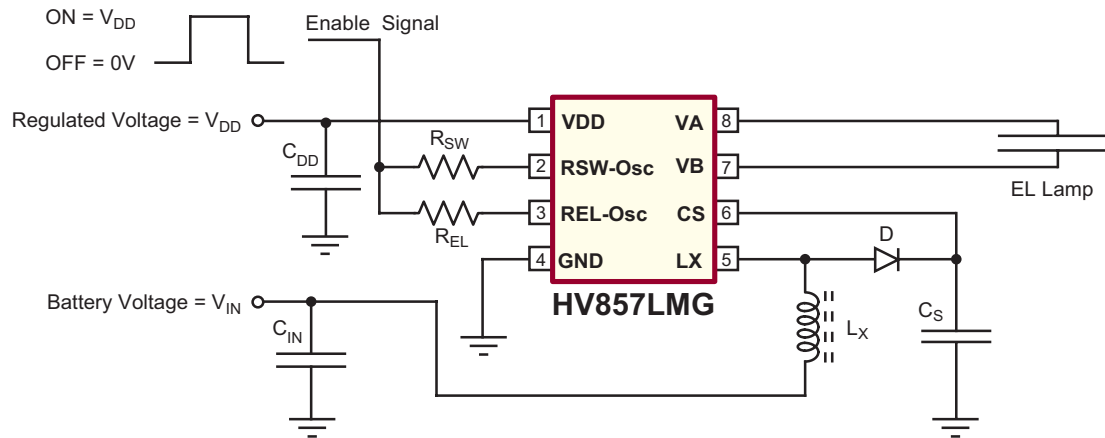 ON = VDD
OFF = 0V
Enable Signal
Regulated Voltage = VDD
CDD
RSW
REL
1 VDD
2 RSW-Osc
3 REL-Osc
4 GND
VA 8
VB 7
CS 6
LX 5
HV857LMG
EL Lamp
D
CS
LX
Battery Voltage = VIN
CIN